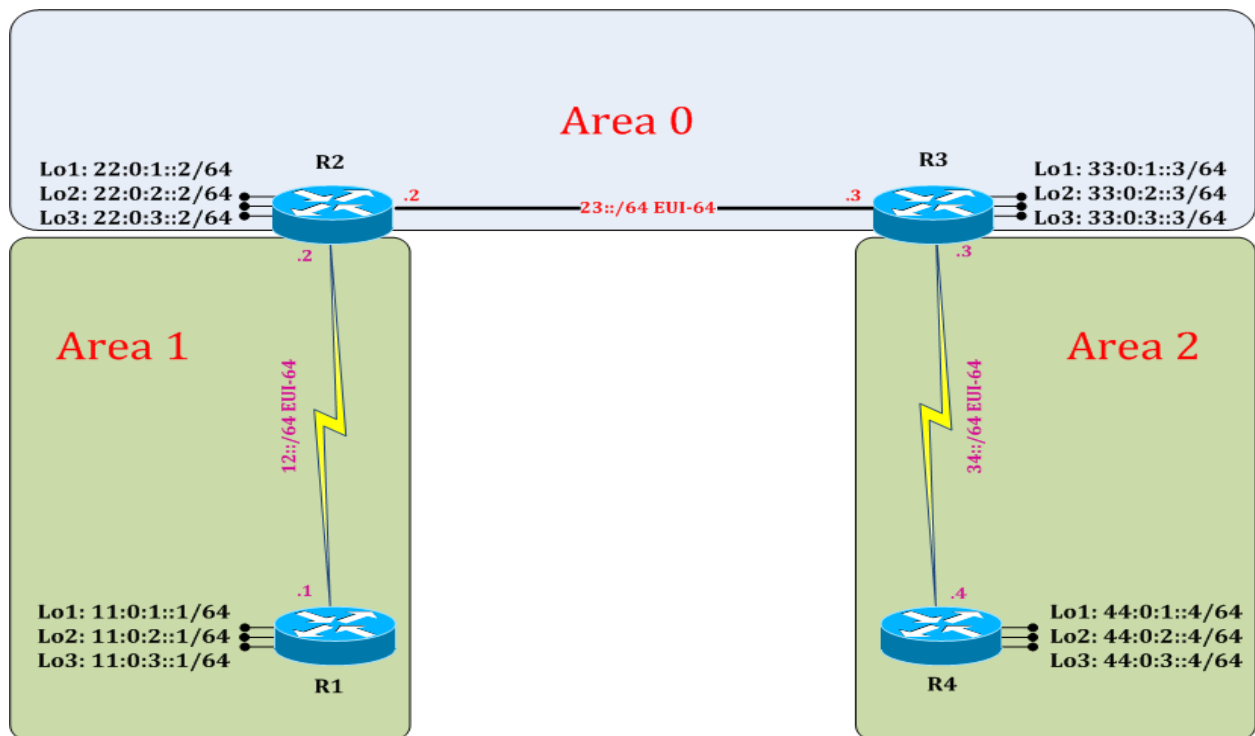 Area 0
R2
R3
Lo1: 22:0:1::2/64
Lo2: 22:0:2::2/64
Lo3: 22:0:3::2/64
.2
23::/64 EUI-64
.3
Lo1: 33:0:1::3/64
Lo2: 33:0:2::3/64
Lo3: 33:0:3::3/64
.2
.3
Area 1
Area 2
12::/64 EUI-64
34::/64 EUI-64
.1
.4
Lo1: 11:0:1::1/64
Lo2: 11:0:2::1/64
Lo3: 11:0:3::1/64
Lo1: 44:0:1::4/64
Lo2: 44:0:2::4/64
Lo3: 44:0:3::4/64
R1
R4